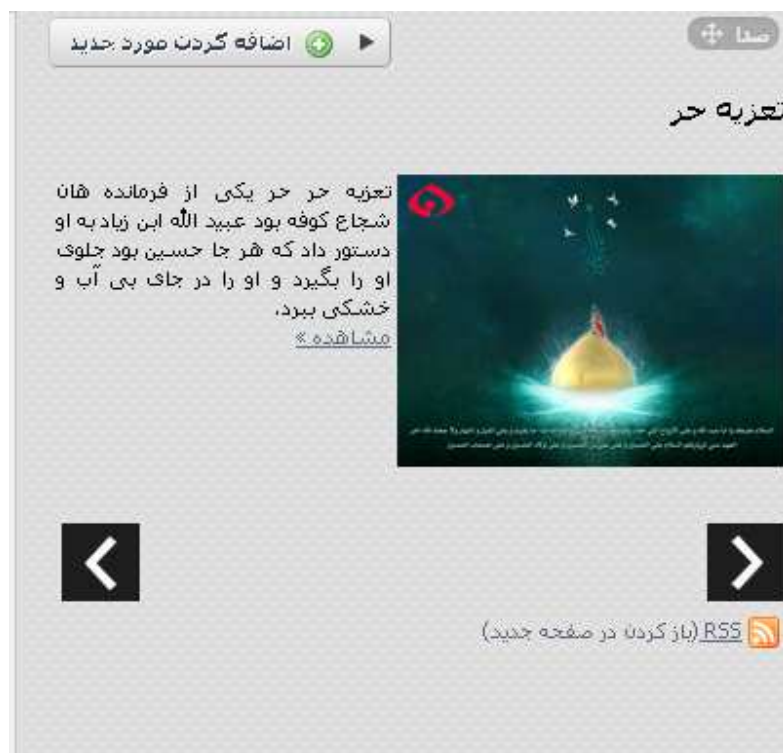 صدا
اضافه کردن مورد جدید
تعزیه حر
تعزیه حر حر یکی از فرمانده هان
شجاع کوفه بود عبید الله ابن زیاد به او
دستور داد که هر جا حسین بود جلوی
او را بگیرد و او را در جای بی آب و
خشکی ببرد.
مشاهده »
RSS (باز کردن در صفحه جدید)